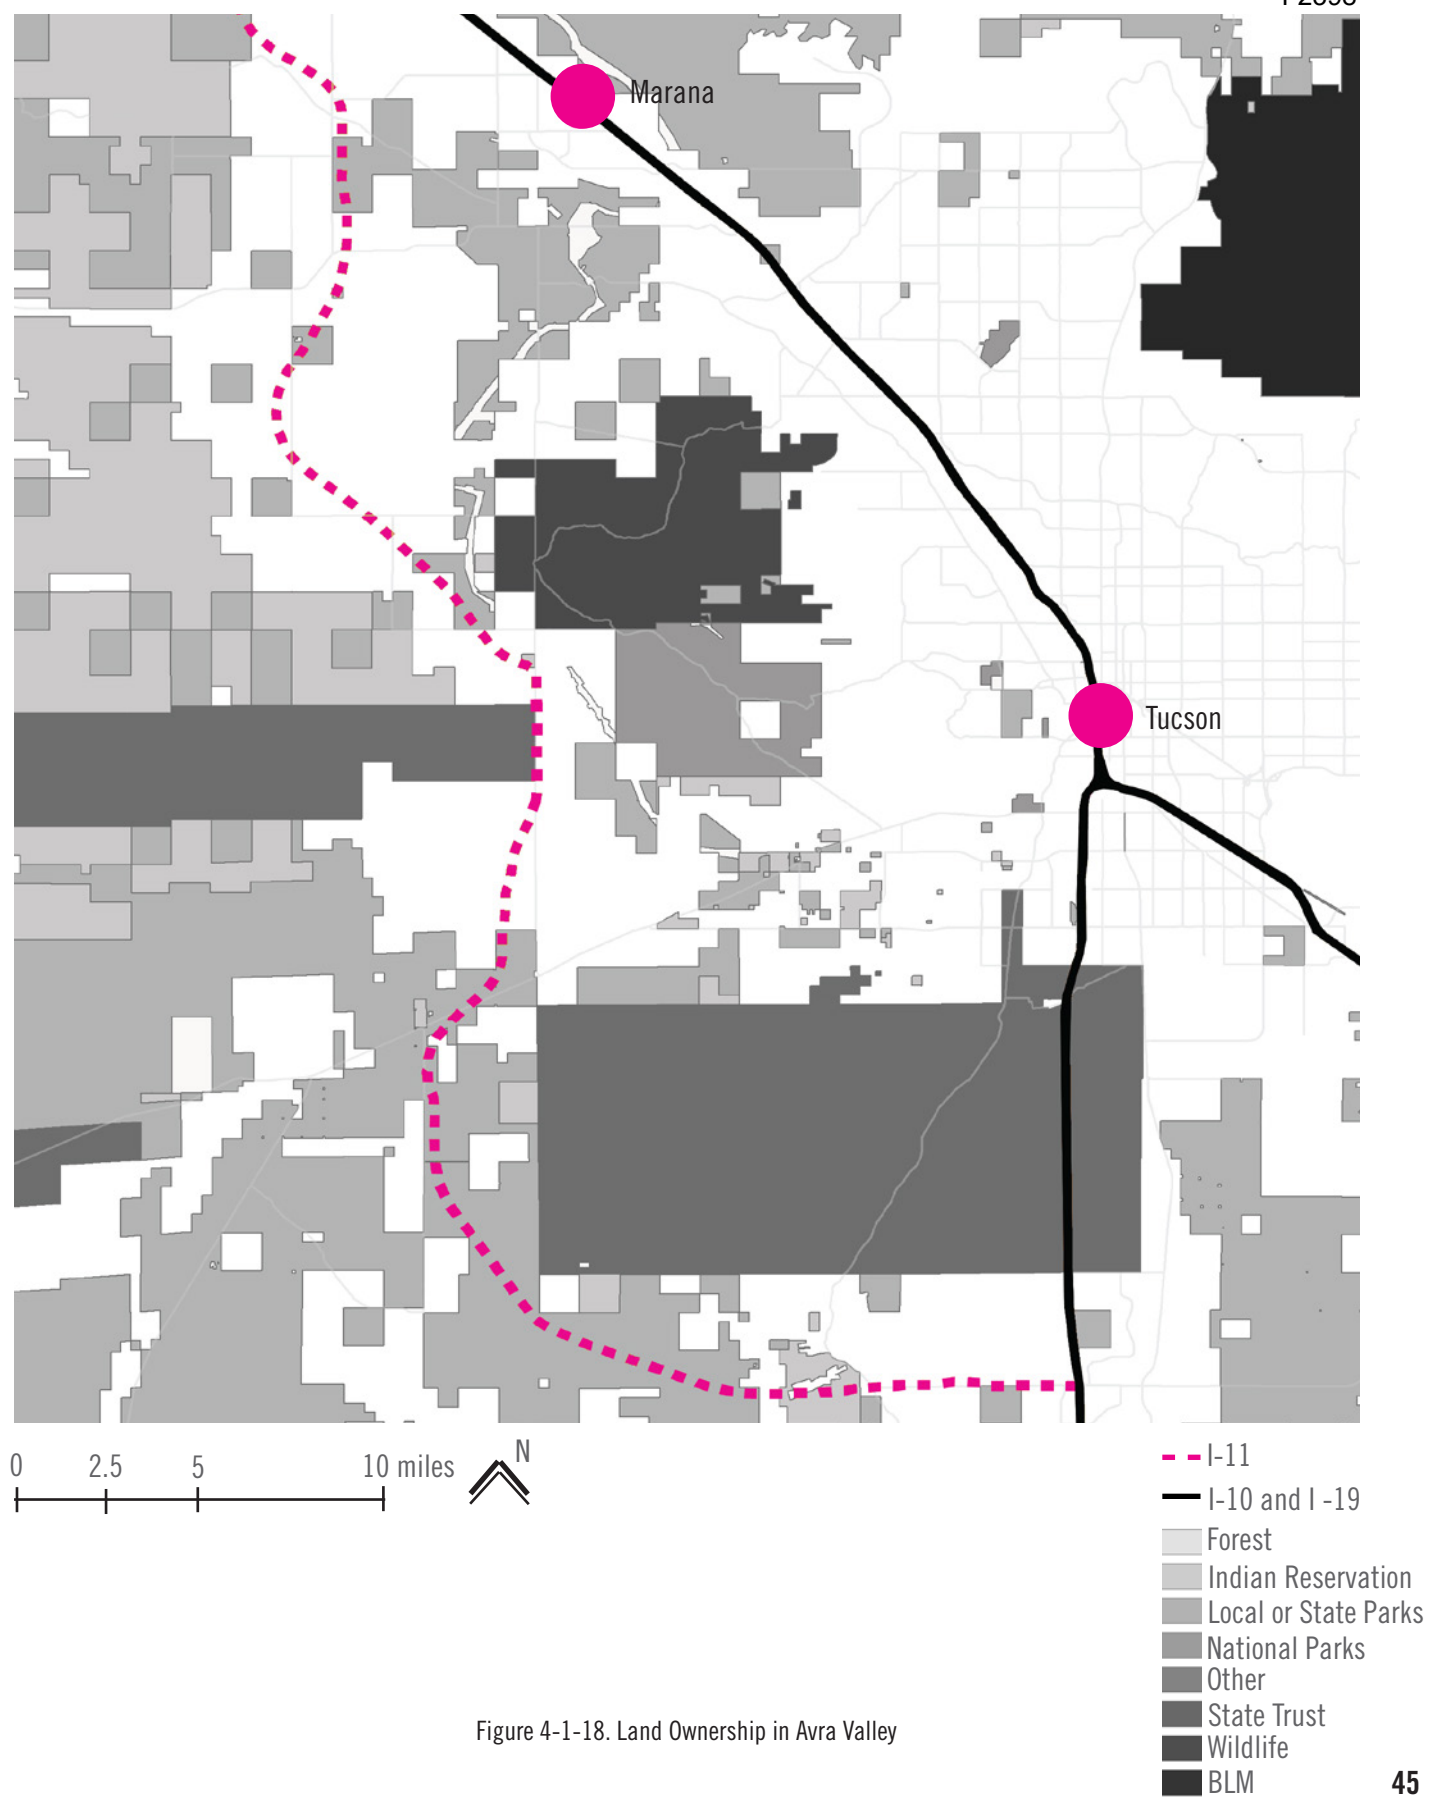 Marana
Tucson
0 2.5 5 10 miles
N
I-11
I-10 and I -19
Forest
Indian Reservation
Local or State Parks
National Parks
Other
State Trust
Wildlife
BLM
Figure 4-1-18. Land Ownership in Avra Valley
45